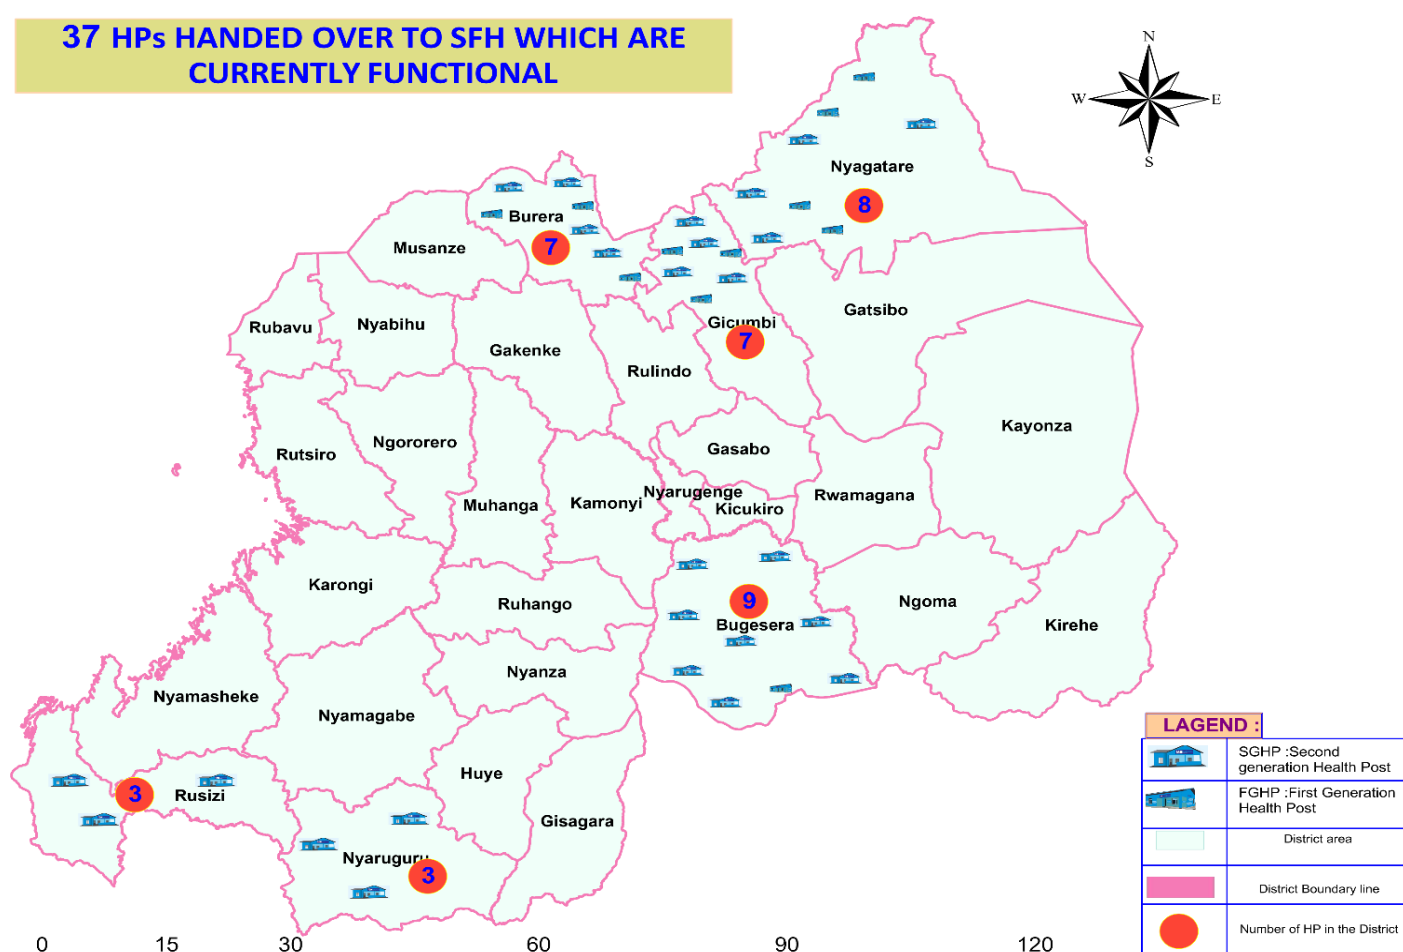 37 HPs HANDED OVER TO SFH WHICH ARE
CURRENTLY FUNCTIONAL
N
W
E
S
Nyagatare
8
Burera
7
Musanze
Gatsibo
Rubavu
Nyabihu
Gicumbi
7
Gakenke
Rulindo
Kayonza
Ngororero
Gasabo
Rutsiro
Nyarugenge
Rwamagana
Muhanga
Kamonyi
Kicukiro
Karongi
9
Ngoma
Ruhango
Bugesera
Kirehe
Nyanza
Nyamasheke
Nyamagabe
Huye
3
Rusizi
Gisagara
Nyaruguru
3
LAGEND :
SGHP :Second
generation Health Post
FGHP :First Generation
Health Post
District area
District Boundary line
Number of HP in the District
0 15 30 60 90 120